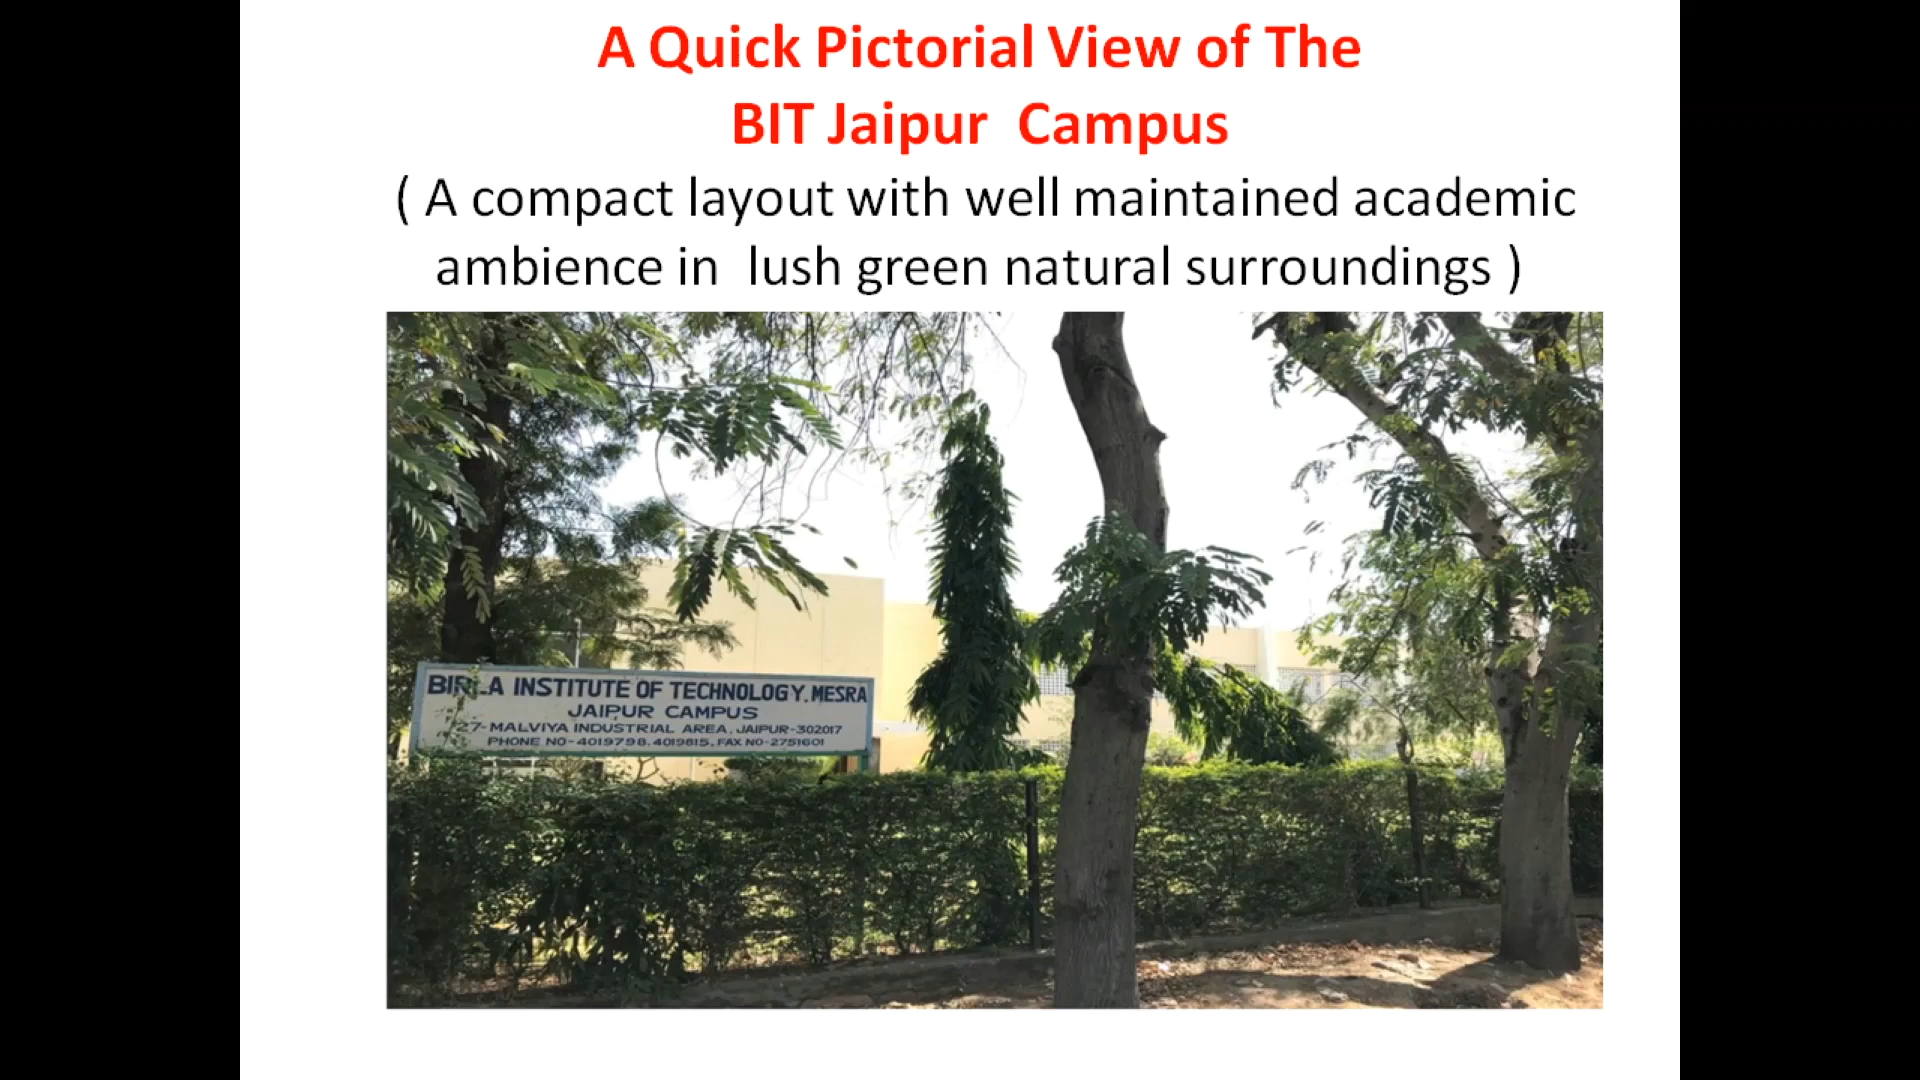 A Quick Pictorial View of The
BIT Jaipur Campus
( A compact layout with well maintained academic
ambience in lush green natural surroundings )
BIRLA INSTITUTE OF TECHNOLOGY, MESRA
JAIPUR CAMPUS
27-MALVIYA INDUSTRIAL AREA, JAIPUR-302017
PHONE NO-4019798, 4019815, FAX NO-2751601